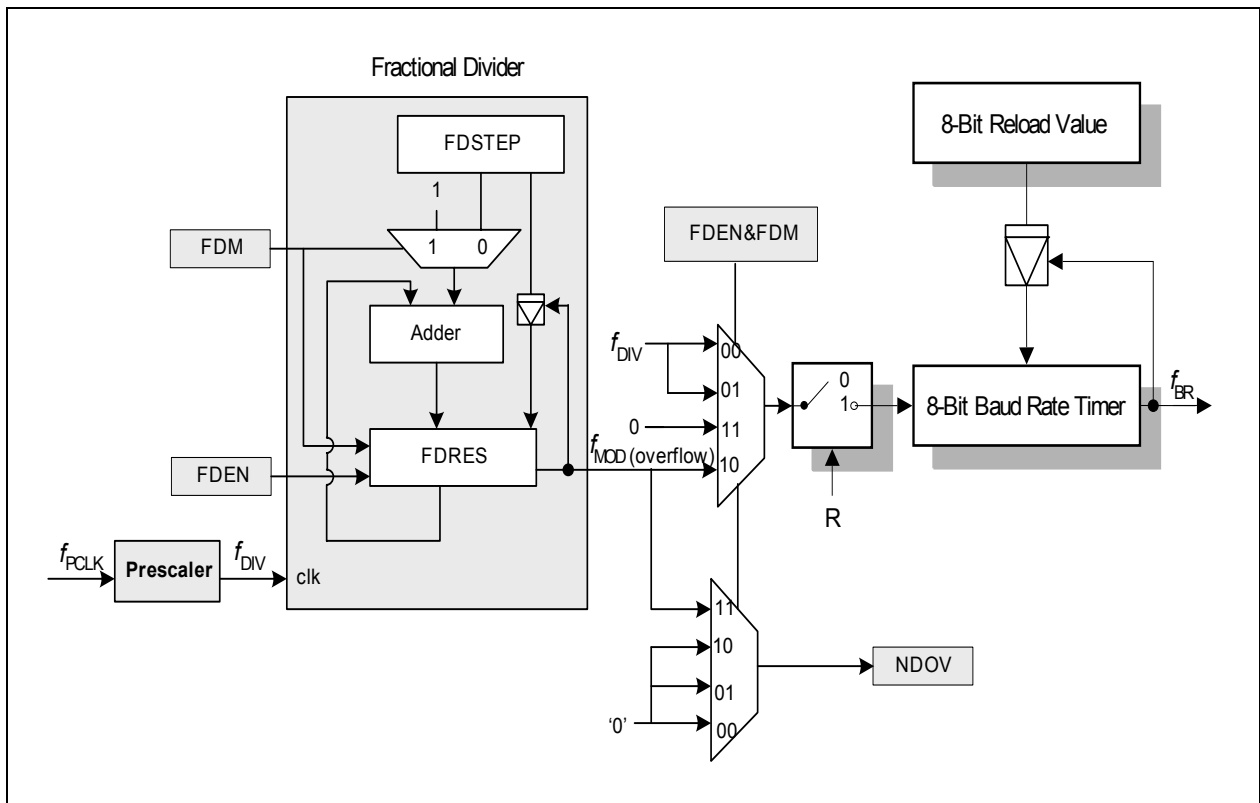 Fractional Divider
8-Bit Reload Value
FDSTEP
1
FDM
1 0
FDEN&FDM
Adder
fDIV
00
01
0
11
fMOD (overflow)
10
0
1
R
8-Bit Baud Rate Timer
fBR
FDRES
FDEN
fPCLK
Prescaler
fDIV
clk
11
10
01
'0'
00
NDOV